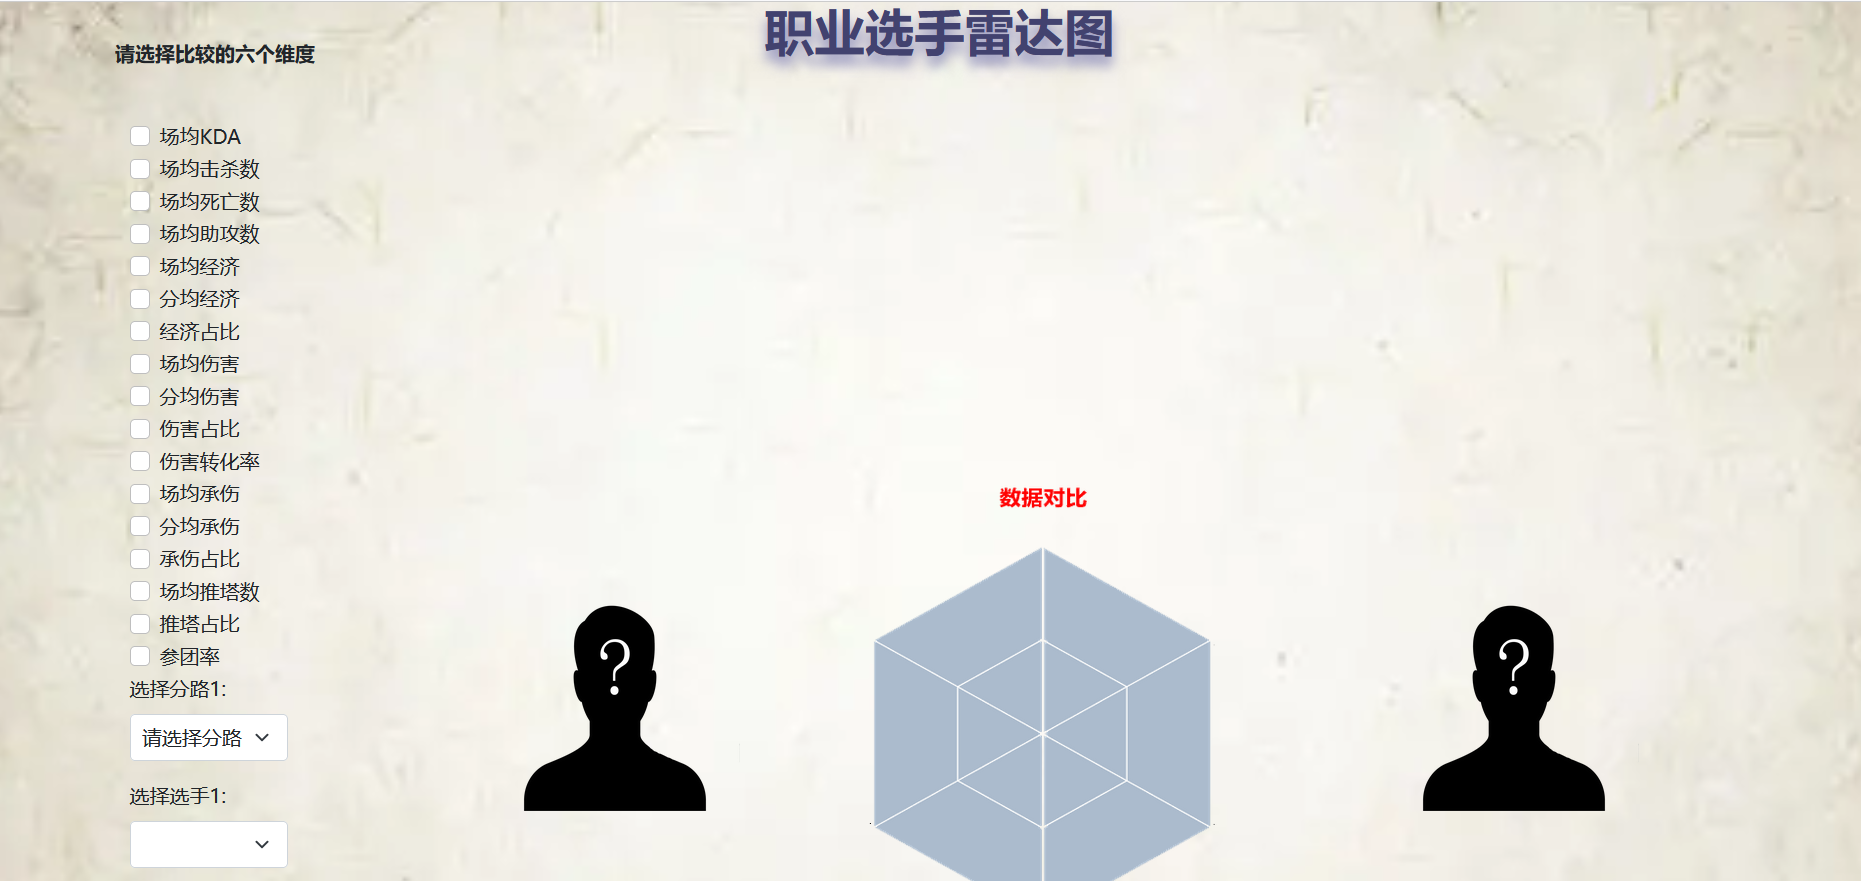 职业选手雷达图
请选择比较的六个维度
场均KDA
场均击杀数
场均死亡数
场均助攻数
场均经济
分均经济
经济占比
场均伤害
分均伤害
伤害占比
伤害转化率
场均承伤
分均承伤
承伤占比
场均推塔数
推塔占比
参团率
选择分路1:
请选择分路
选择选手1:
数据对比
?
?